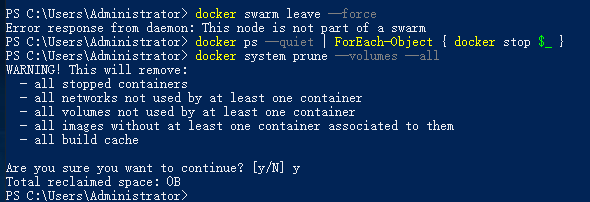 PS C:\Users\Administrator> docker swarm leave --force
Error response from daemon: This node is not part of a swarm
PS C:\Users\Administrator> docker ps --quiet | ForEach-Object { docker stop $_ }
PS C:\Users\Administrator> docker system prune --volumes --all
WARNING! This will remove:
  - all stopped containers
  - all networks not used by at least one container
  - all volumes not used by at least one container
  - all images without at least one container associated to them
  - all build cache

Are you sure you want to continue? [y/N] y
Total reclaimed space: 0B
PS C:\Users\Administrator>